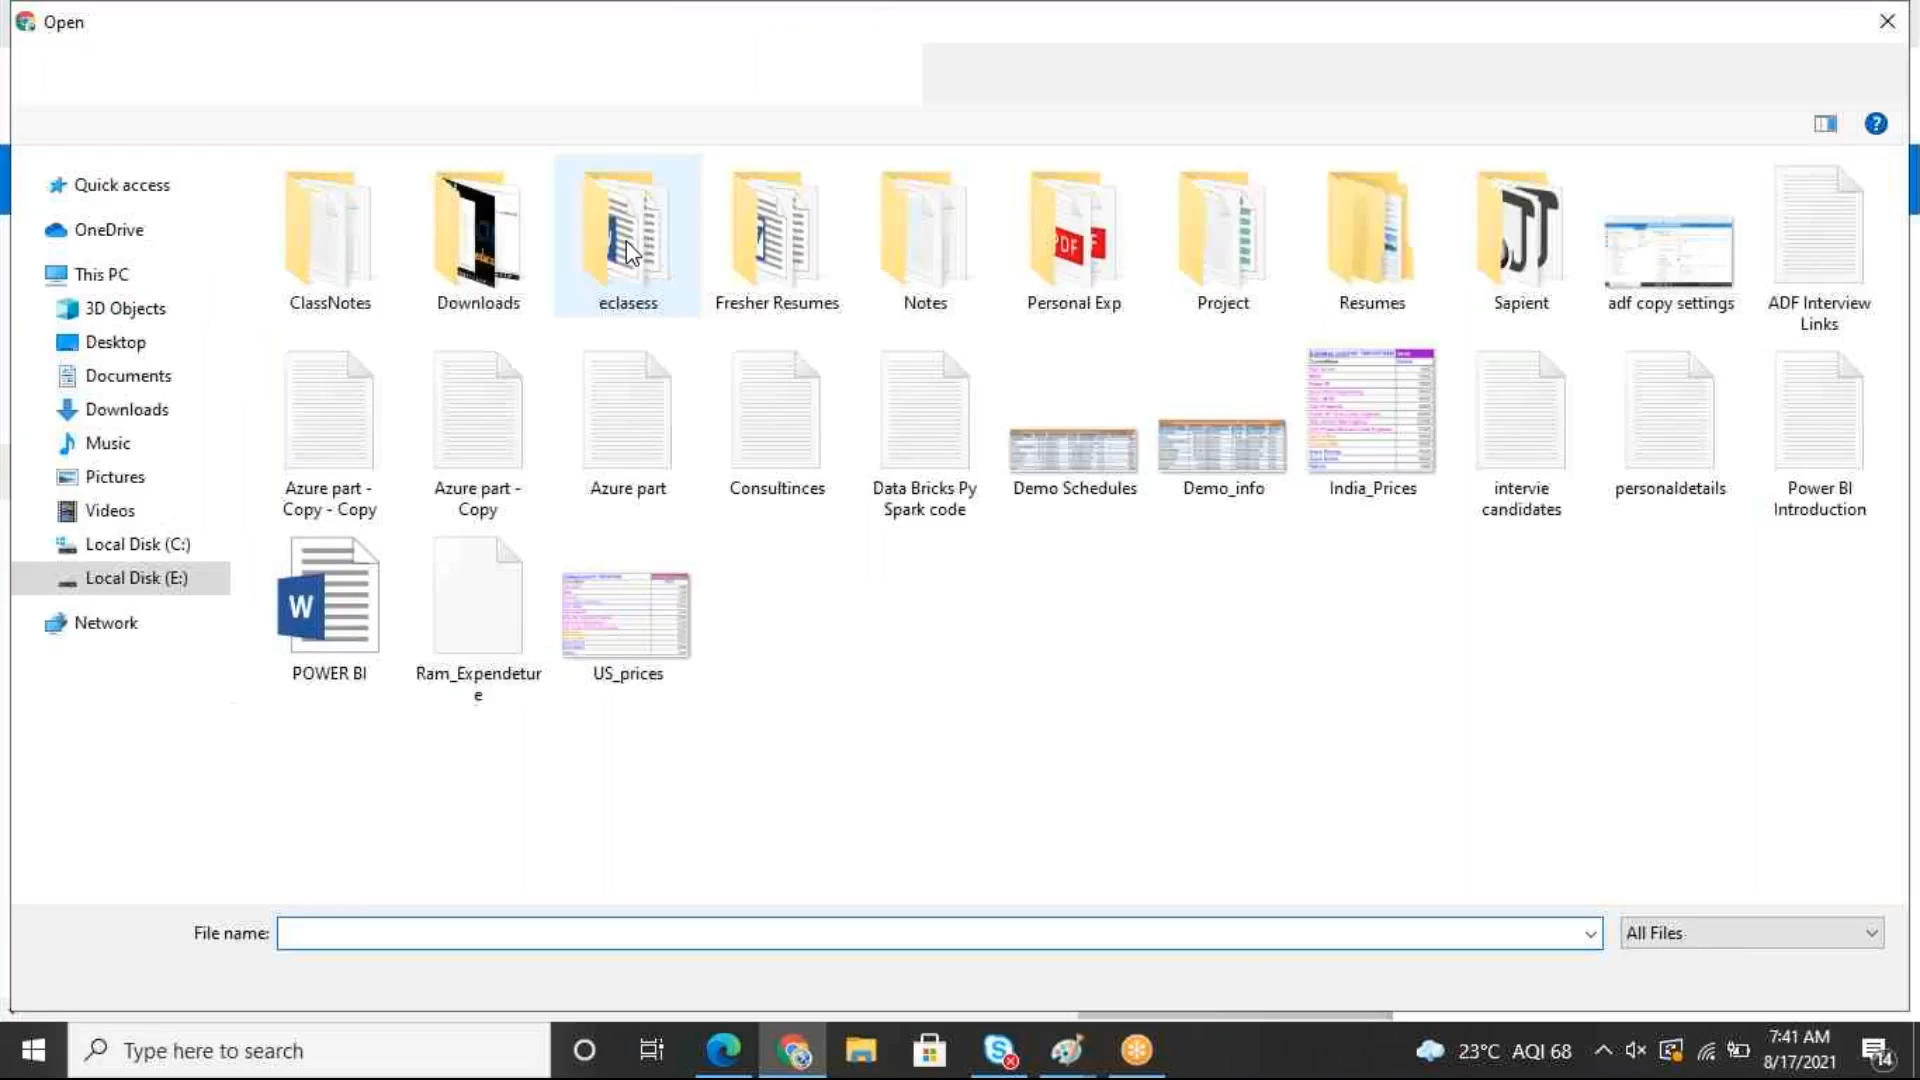 Open
Quick access
OneDrive
This PC
3D Objects
Desktop
Documents
Downloads
Music
Pictures
Videos
Local Disk (C:)
Local Disk (E:)
Network
ClassNotes
Downloads
eclasess
Fresher Resumes
Notes
Personal Exp
Project
Resumes
Sapient
adf copy settings
ADF Interview
Links
Azure part -
Copy - Copy
Azure part -
Copy
Azure part
Consultinces
Data Bricks Py
Spark code
Demo Schedules
Demo_info
India_Prices
intervie
candidates
personaldetails
Power BI
Introduction
POWER BI
Ram_Expendetur
e
US_prices
File name:
All Files
Type here to search
23°C AQI 68
7:41 AM
8/17/2021
14